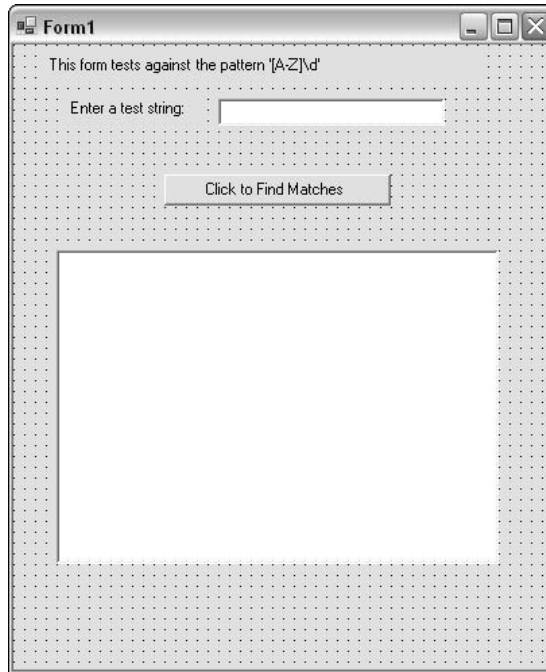 Form1
This form tests against the pattern '[A-Z]\d'
Enter a test string:
Click to Find Matches